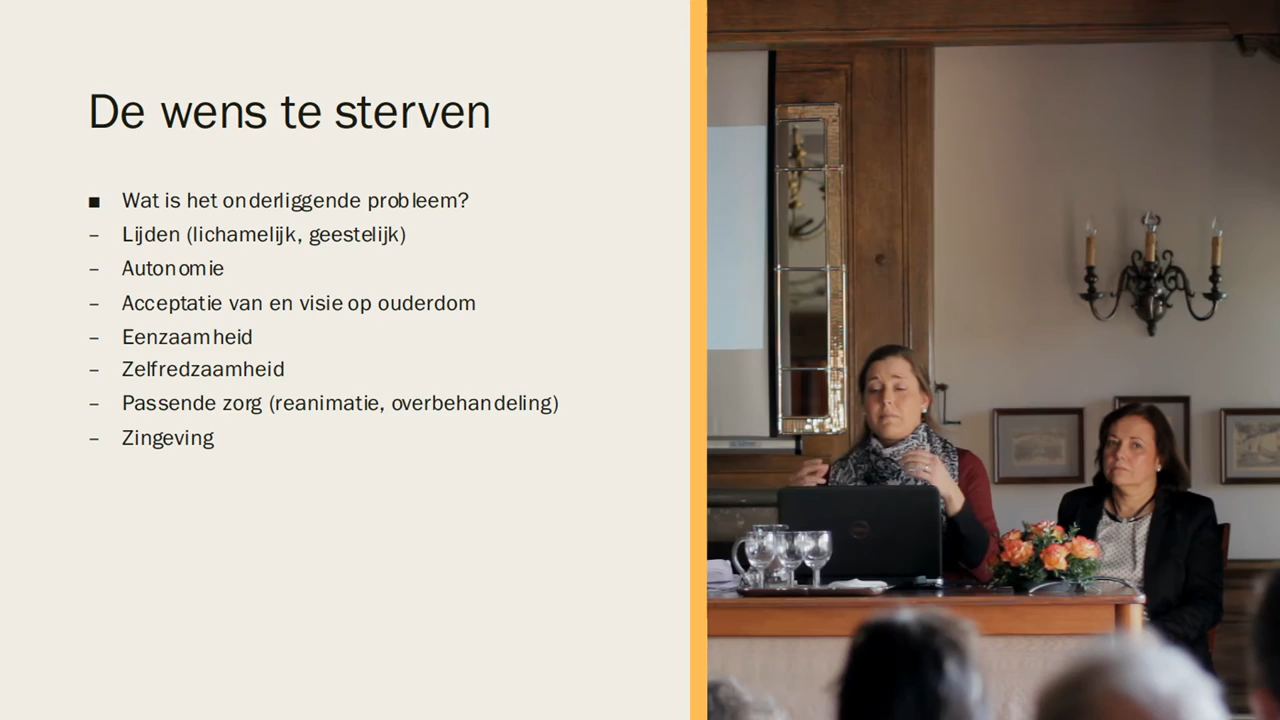 De wens te sterven
▪ Wat is het onderliggende probleem?
– Lijden (lichamelijk, geestelijk)
– Autonomie
– Acceptatie van en visie op ouderdom
– Eenzaamheid
– Zelfredzaamheid
– Passende zorg (reanimatie, overbehandeling)
– Zingeving